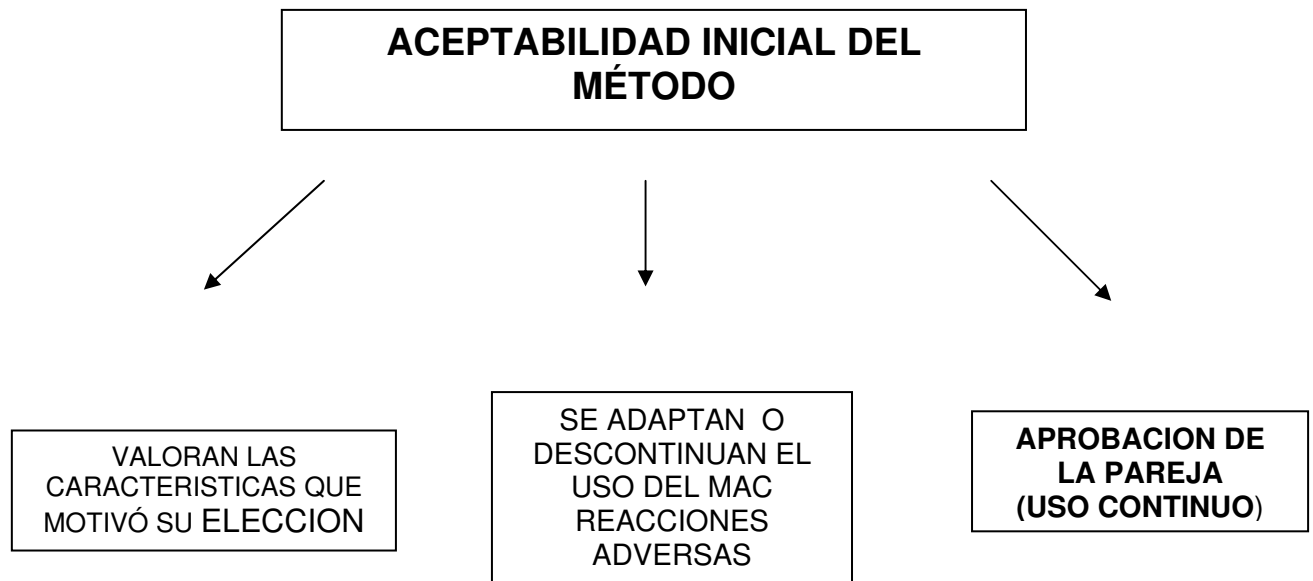 ACEPTABILIDAD INICIAL DEL
MÉTODO
VALORAN LAS
CARACTERISTICAS QUE
MOTIVÓ SU ELECCION
SE ADAPTAN O
DESCONTINUAN EL
USO DEL MAC
REACCIONES
ADVERSAS
APROBACION DE
LA PAREJA
(USO CONTINUO)